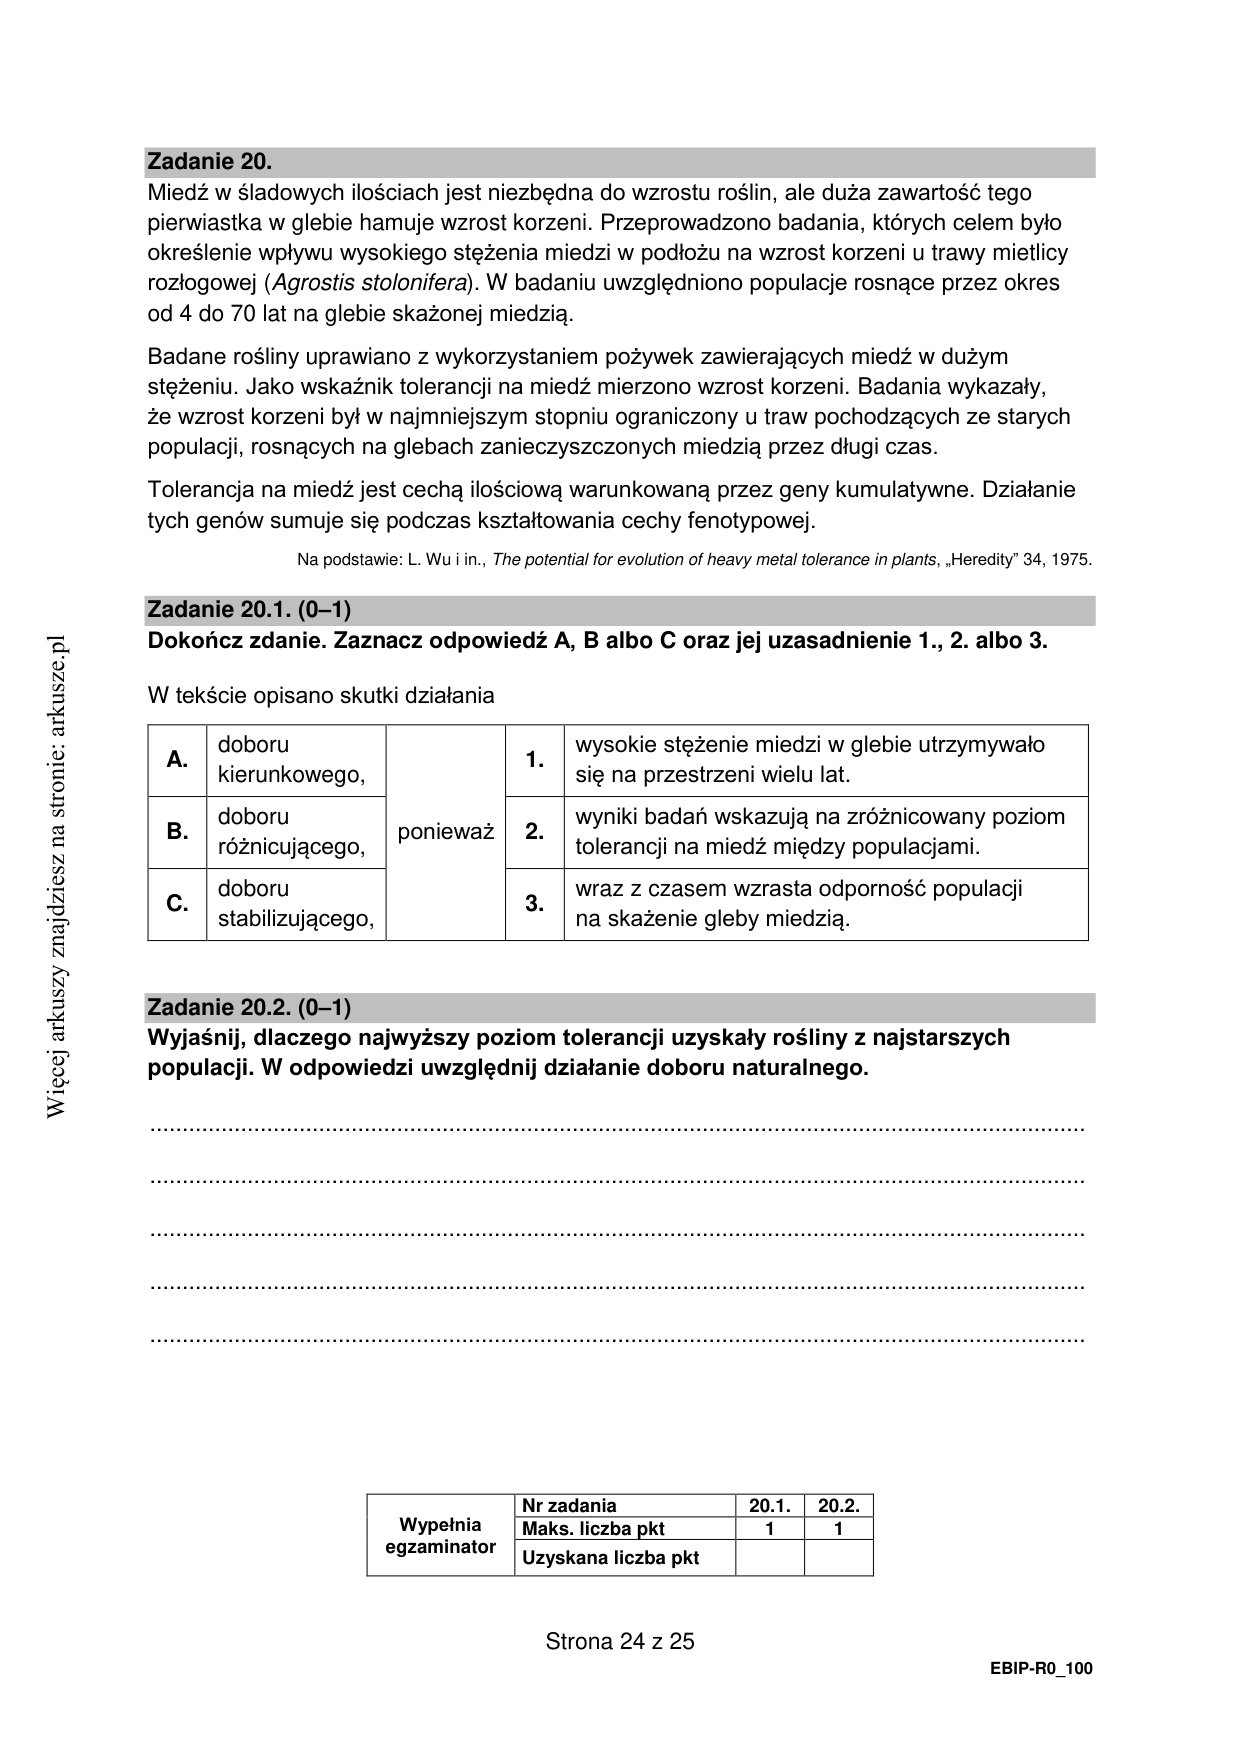 Zadanie 20.
Miedź w śladowych ilościach jest niezbędna do wzrostu roślin, ale duża zawartość tego
pierwiastka w glebie hamuje wzrost korzeni. Przeprowadzono badania, których celem było
określenie wpływu wysokiego stężenia miedzi w podłożu na wzrost korzeni u trawy mietlicy
rozłogowej (Agrostis stolonifera). W badaniu uwzględniono populacje rosnące przez okres
od 4 do 70 lat na glebie skażonej miedzią.
Badane rośliny uprawiano z wykorzystaniem pożywek zawierających miedź w dużym
stężeniu. Jako wskaźnik tolerancji na miedź mierzono wzrost korzeni. Badania wykazały,
że wzrost korzeni był w najmniejszym stopniu ograniczony u traw pochodzących ze starych
populacji, rosnących na glebach zanieczyszczonych miedzią przez długi czas.
Tolerancja na miedź jest cechą ilościową warunkowaną przez geny kumulatywne. Działanie
tych genów sumuje się podczas kształtowania cechy fenotypowej.
Na podstawie: L. Wu i in., The potential for evolution of heavy metal tolerance in plants, „Heredity” 34, 1975.
Zadanie 20.1. (0–1)
Dokończ zdanie. Zaznacz odpowiedź A, B albo C oraz jej uzasadnienie 1., 2. albo 3.
W tekście opisano skutki działania
A.
doboru
kierunkowego,
B.
doboru
różnicującego,
C.
doboru
stabilizującego,
ponieważ
1.
wysokie stężenie miedzi w glebie utrzymywało
się na przestrzeni wielu lat.
2.
wyniki badań wskazują na zróżnicowany poziom
tolerancji na miedź między populacjami.
3.
wraz z czasem wzrasta odporność populacji
na skażenie gleby miedzią.
Zadanie 20.2. (0–1)
Wyjaśnij, dlaczego najwyższy poziom tolerancji uzyskały rośliny z najstarszych
populacji. W odpowiedzi uwzględnij działanie doboru naturalnego.
Wypełnia
egzaminator
Nr zadania 20.1. 20.2.
Maks. liczba pkt 1 1
Uzyskana liczba pkt
Strona 24 z 25
EBIP-R0_100
Więcej arkuszy znajdziesz na stronie: arkusze.pl